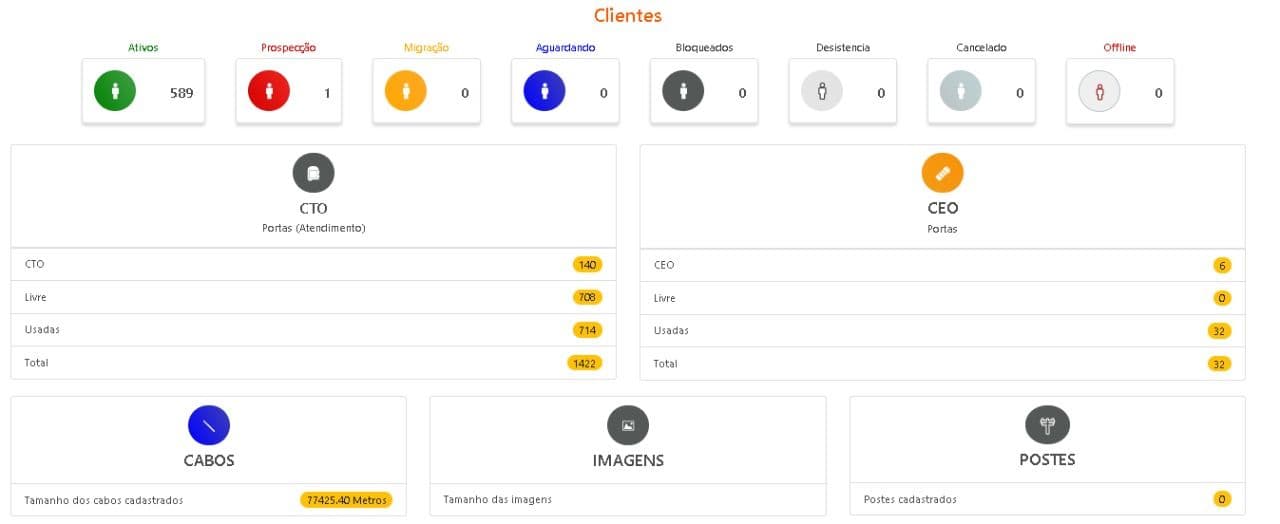 Clientes
Ativos
589
Prospecção
1
Migração
0
Aguardando
0
Bloqueados
0
Desistencia
0
Cancelado
0
Offline
0
CTO
Portas (Atendimento)
CTO 140
Livre 708
Usadas 714
Total 1422
CEO
Portas
CEO 6
Livre 0
Usadas 32
Total 32
CABOS
Tamanho dos cabos cadastrados 77425.40 Metros
IMAGENS
Tamanho das imagens
POSTES
Postes cadastrados 0